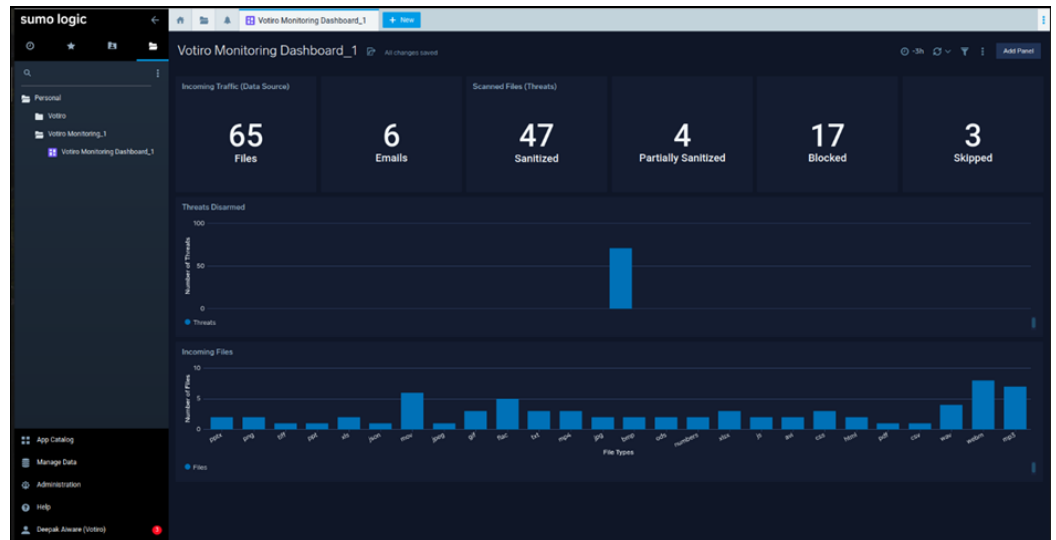 sumo logic
Votiro Monitoring Dashboard_1
+ New
Votiro Monitoring Dashboard_1
All changes saved
-3h
Add Panel
Personal
Votiro
Votiro Monitoring_1
Votiro Monitoring Dashboard_1
Incoming Traffic (Data Source)
Scanned Files (Threats)
65
Files
6
Emails
47
Sanitized
4
Partially Sanitized
17
Blocked
3
Skipped
Threats Disarmed
100
50
0
Number of Threats
Threats
Incoming Files
10
5
0
Number of Files
pptx png tiff ppt xls json mov jpeg gif flac txt mp4 jpg bmp ods numbers xlsx js avi css html pdf csv wav webm mp3
File Types
Files
App Catalog
Manage Data
Administration
Help
Deepak Aiware (Votiro)
3